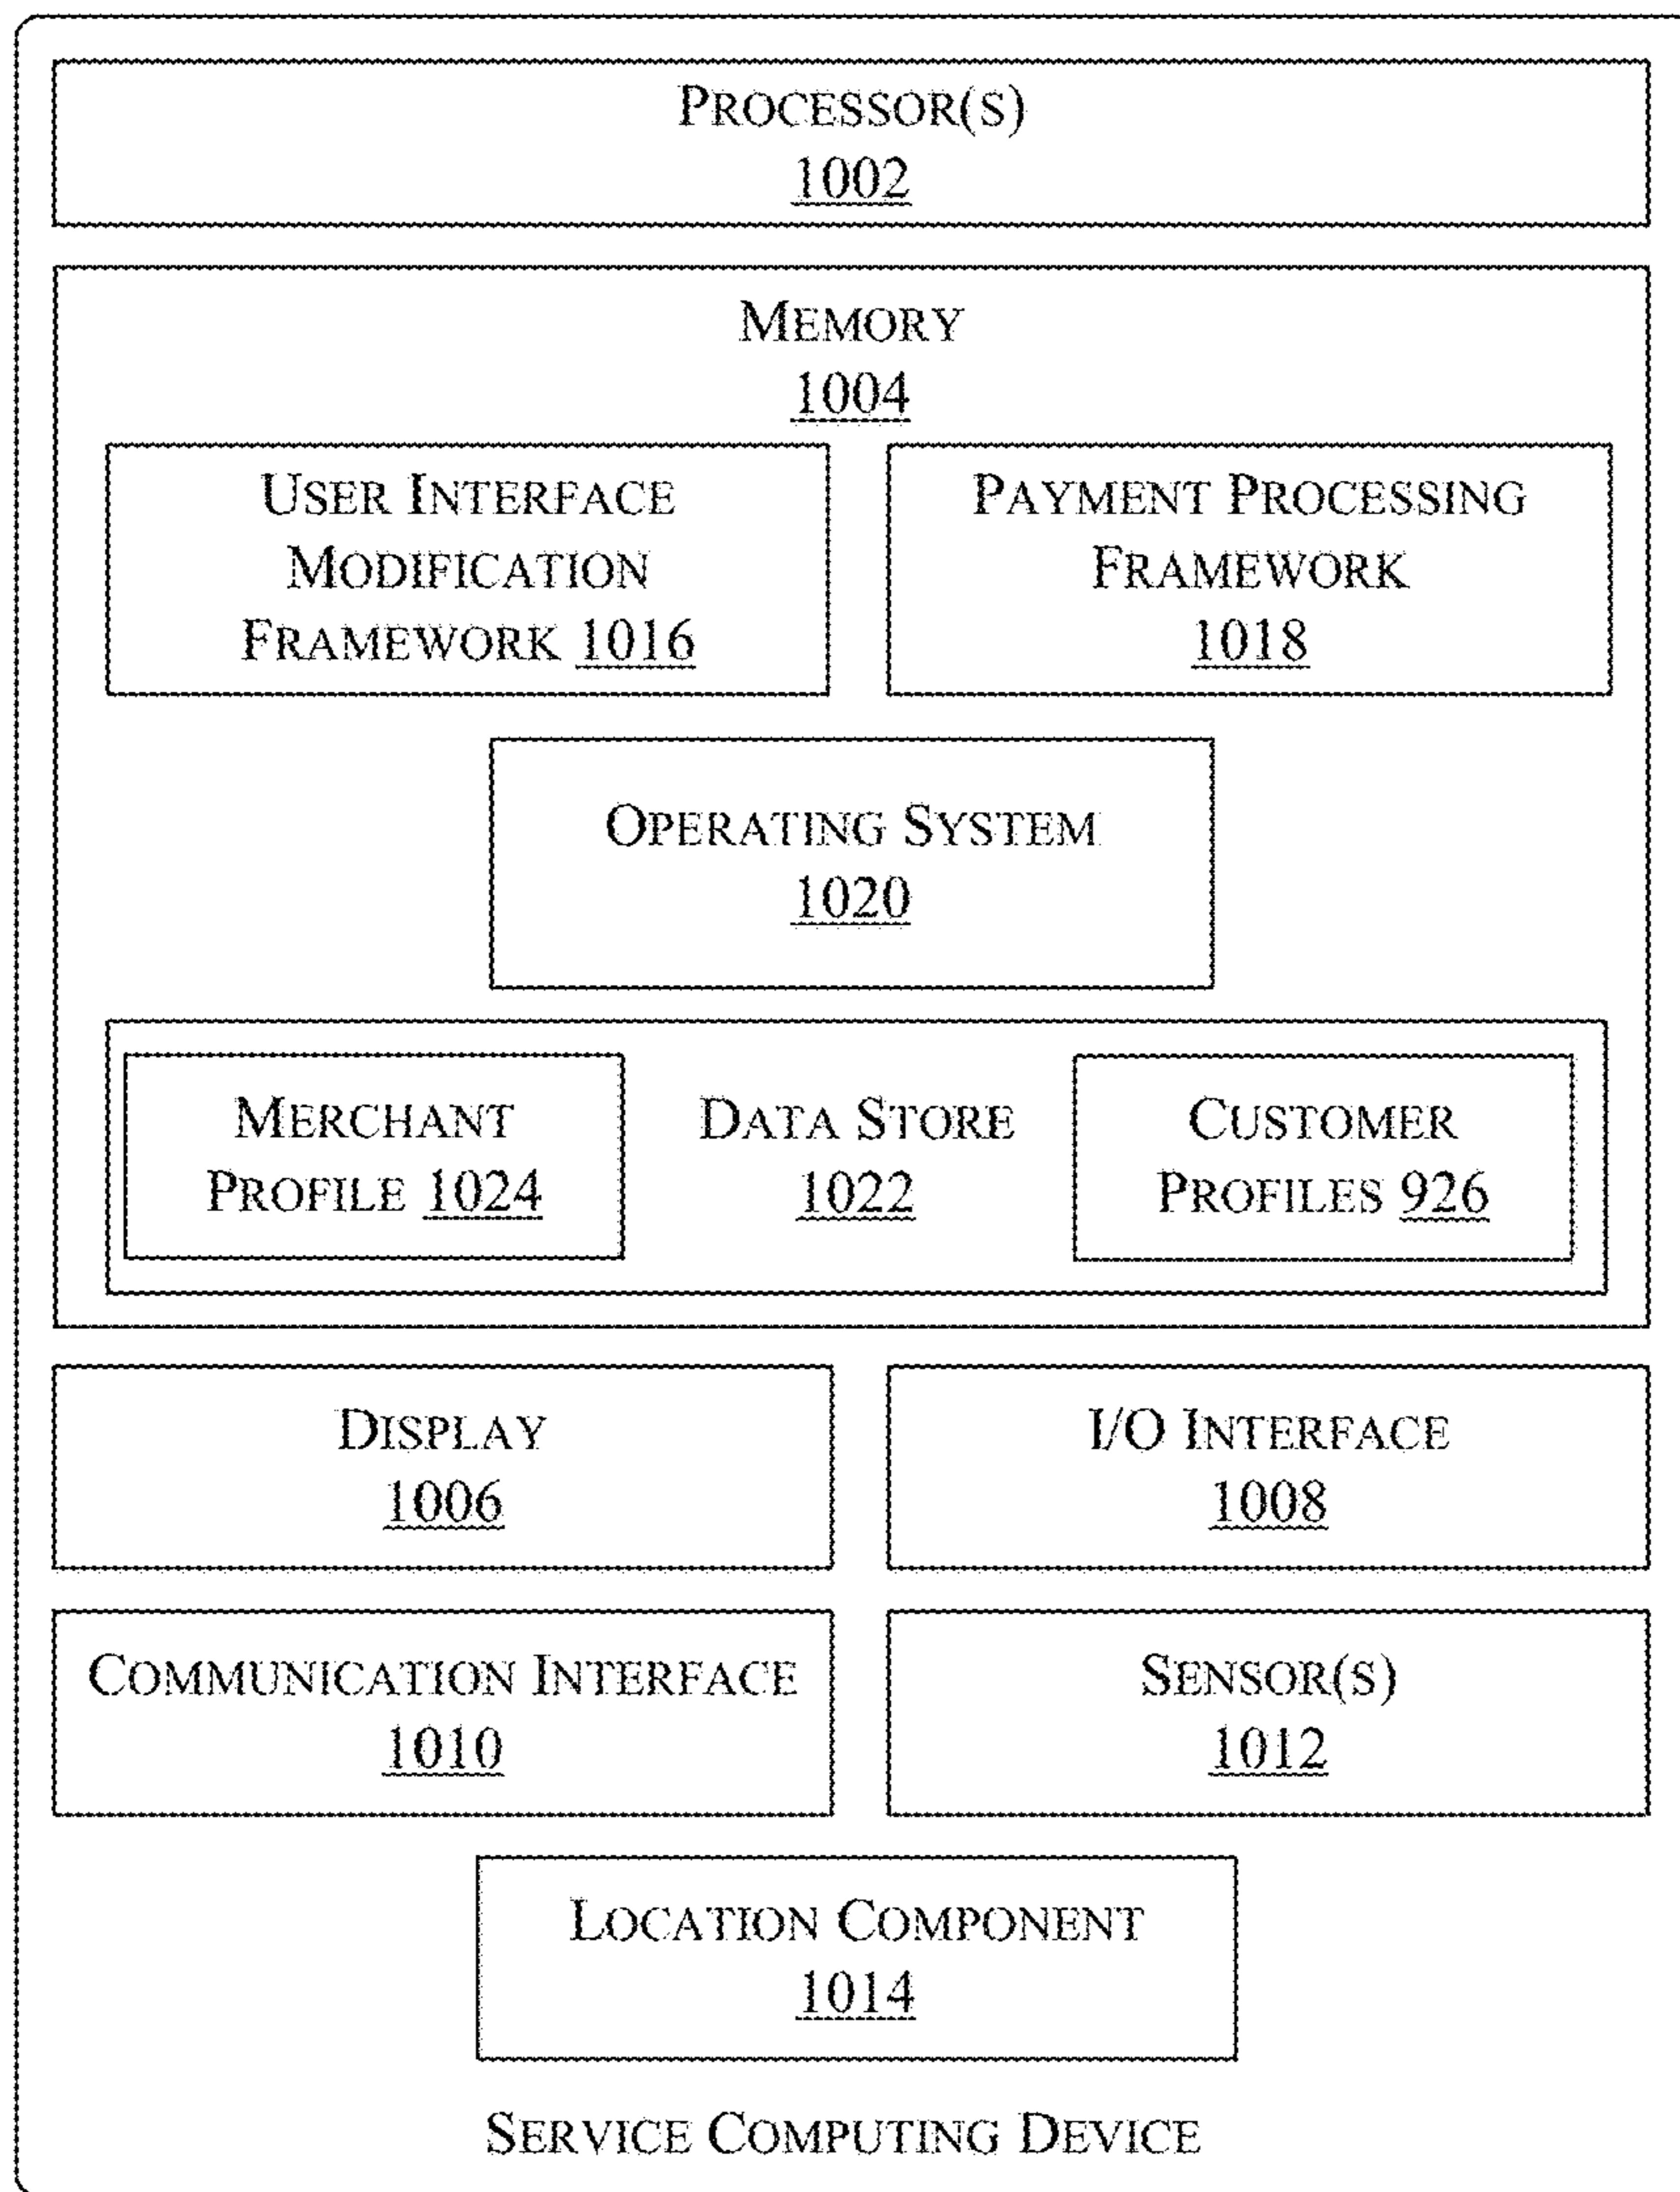 PROCESSOR(S)
1002
MEMORY
1004
USER INTERFACE
MODIFICATION
FRAMEWORK 1016
PAYMENT PROCESSING
FRAMEWORK
1018
OPERATING SYSTEM
1020
MERCHANT
PROFILE 1024
DATA STORE
1022
CUSTOMER
PROFILES 926
DISPLAY
1006
I/O INTERFACE
1008
COMMUNICATION INTERFACE
1010
SENSOR(S)
1012
LOCATION COMPONENT
1014
SERVICE COMPUTING DEVICE